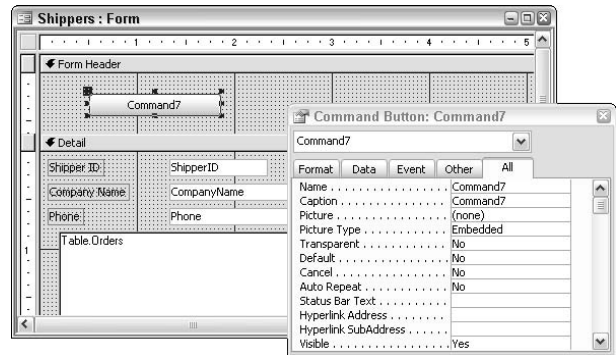 Shippers : Form
1 2 3 4 5
Form Header
Command7
Detail
Shipper ID ShipperID
Company Name CompanyName
Phone Phone
1
Table.Orders
Command Button: Command7
Command7
Format Data Event Other All
Name . . . . . . . . . . . . . . . . . Command7
Caption . . . . . . . . . . . . . . . . Command7
Picture . . . . . . . . . . . . . . . . (none)
Picture Type . . . . . . . . . . . . Embedded
Transparent . . . . . . . . . . . . No
Default . . . . . . . . . . . . . . . . No
Cancel . . . . . . . . . . . . . . . . . No
Auto Repeat . . . . . . . . . . . . No
Status Bar Text . . . . . . . . . .
Hyperlink Address . . . . . . . .
Hyperlink SubAddress . . . . . .
Visible . . . . . . . . . . . . . . . . . Yes